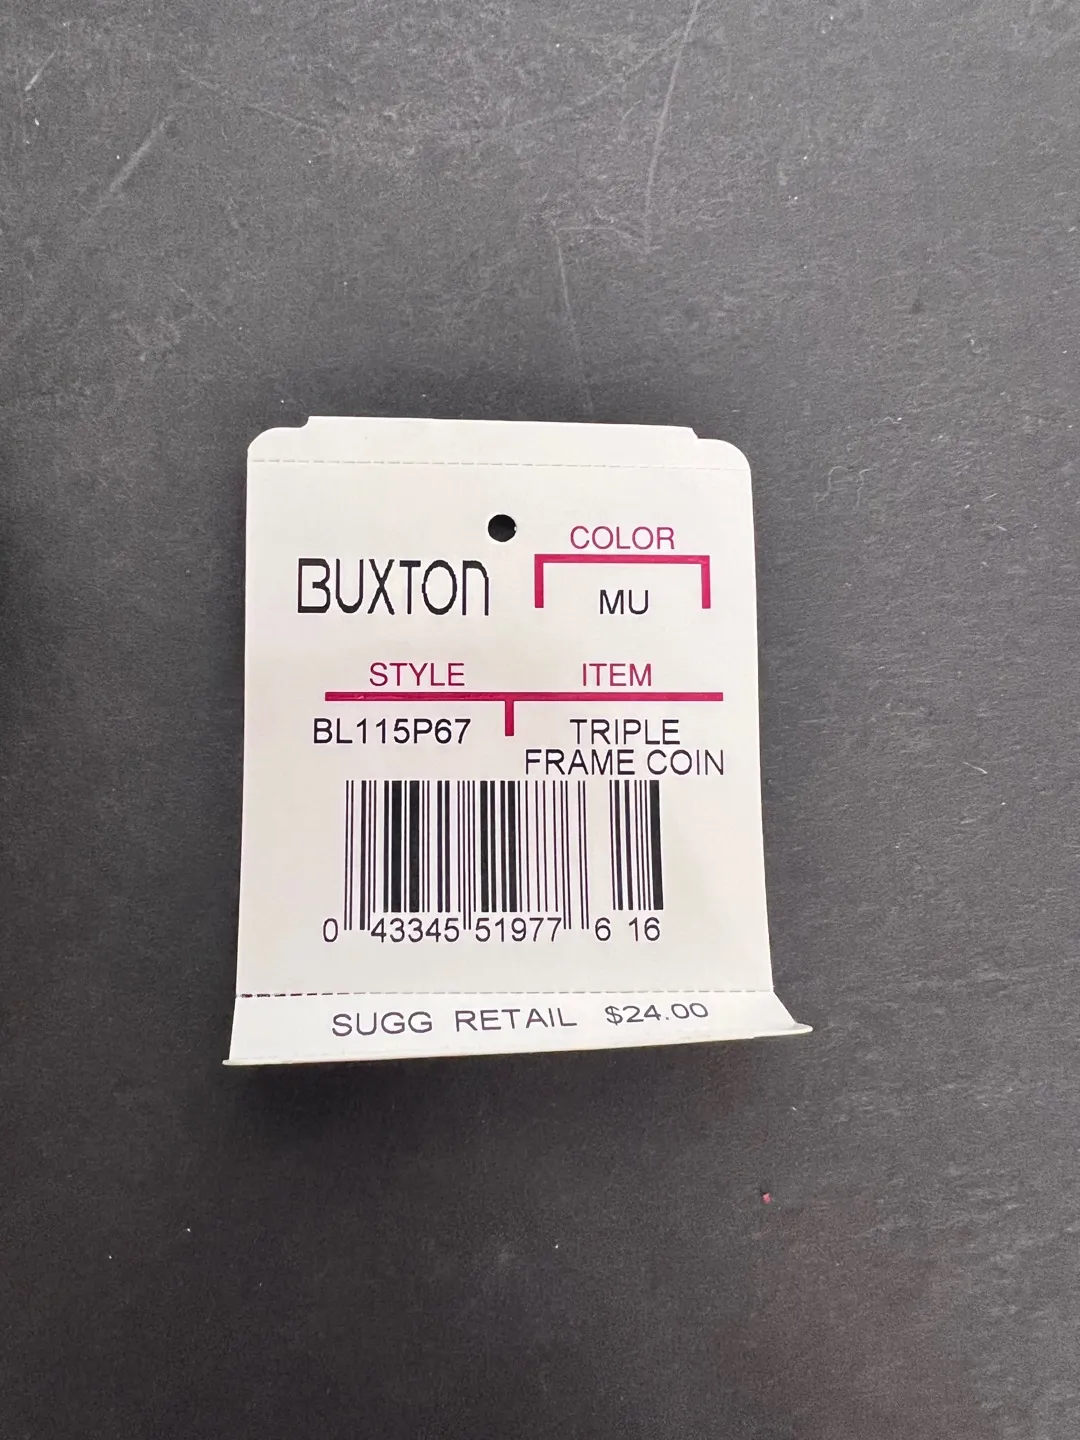 COLOR
BUXTON
MU
STYLE ITEM
BL115P67 TRIPLE
FRAME COIN
0 43345 51977 6 16
SUGG RETAIL $24.00